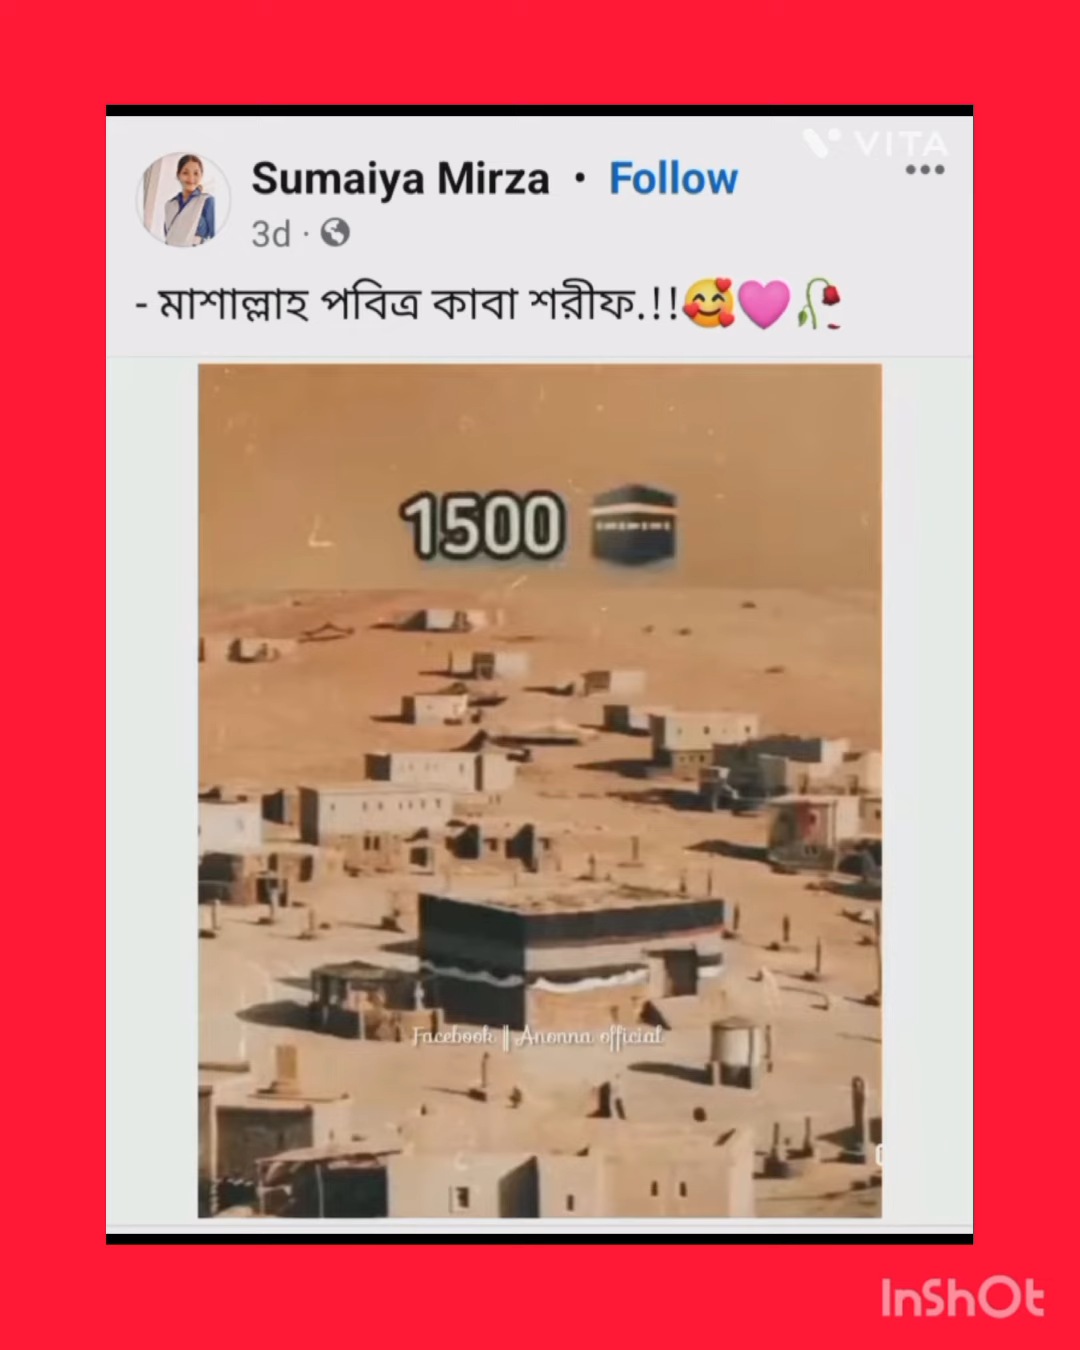 VITA
Sumaiya Mirza · Follow
3d ·
- মাশাল্লাহ পবিত্র কাবা শরীফ.!!🥰🩷🥀
1500 🕋
Facebook || Anonna official
InShOt